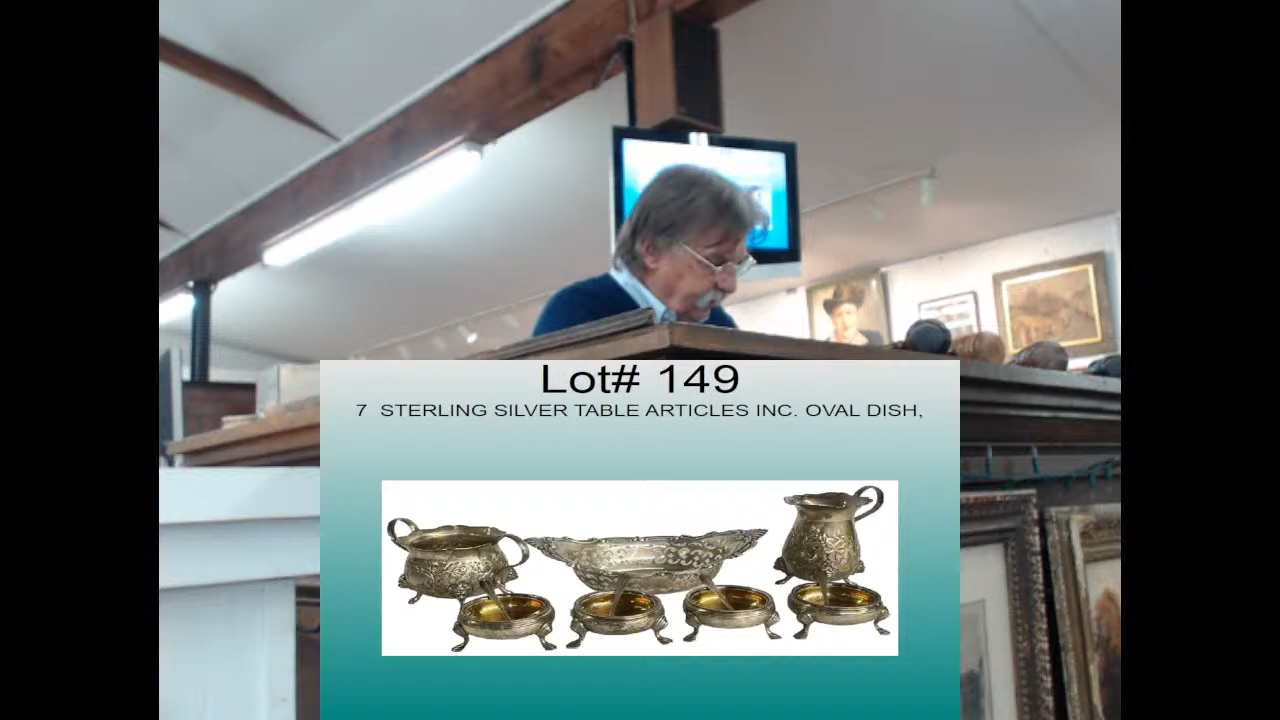 Lot# 149
7 STERLING SILVER TABLE ARTICLES INC. OVAL DISH,